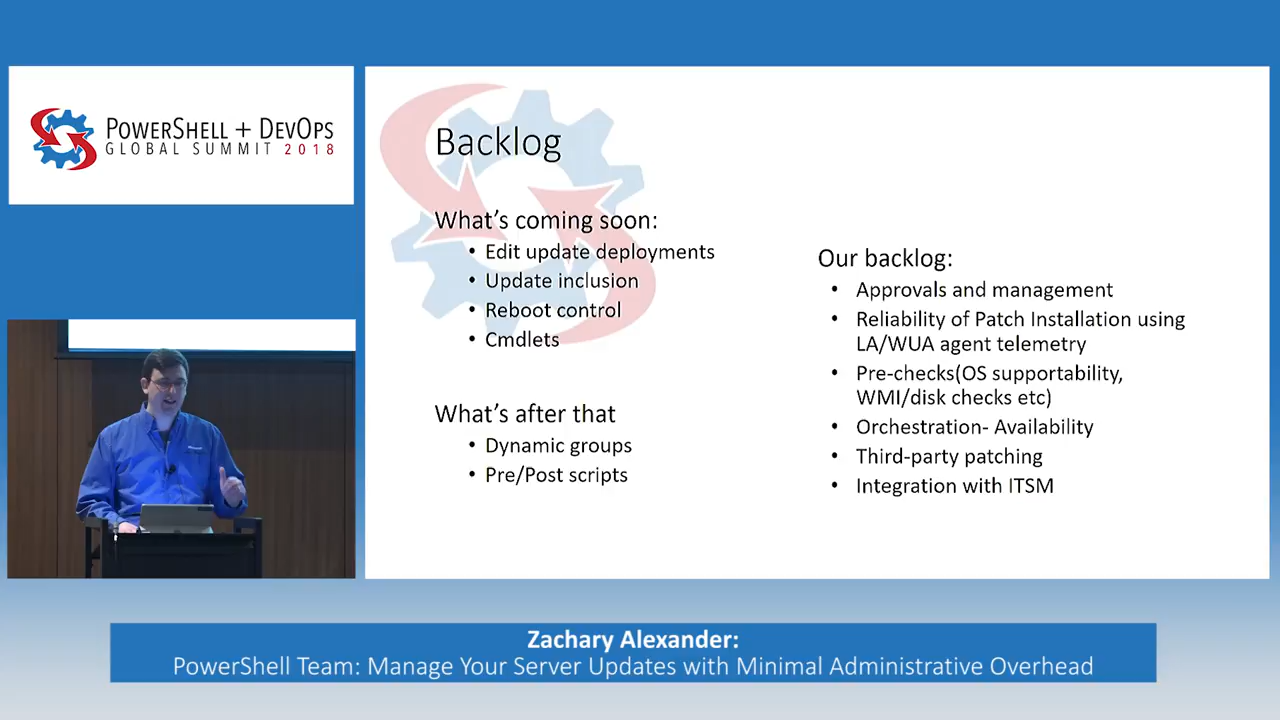 POWERSHELL + DEVOPS
GLOBAL SUMMIT 2018
Backlog
What's coming soon:
• Edit update deployments
• Update inclusion
• Reboot control
• Cmdlets
What's after that
• Dynamic groups
• Pre/Post scripts
Our backlog:
• Approvals and management
• Reliability of Patch Installation using
LA/WUA agent telemetry
• Pre-checks(OS supportability,
WMI/disk checks etc)
• Orchestration- Availability
• Third-party patching
• Integration with ITSM
Zachary Alexander:
PowerShell Team: Manage Your Server Updates with Minimal Administrative Overhead